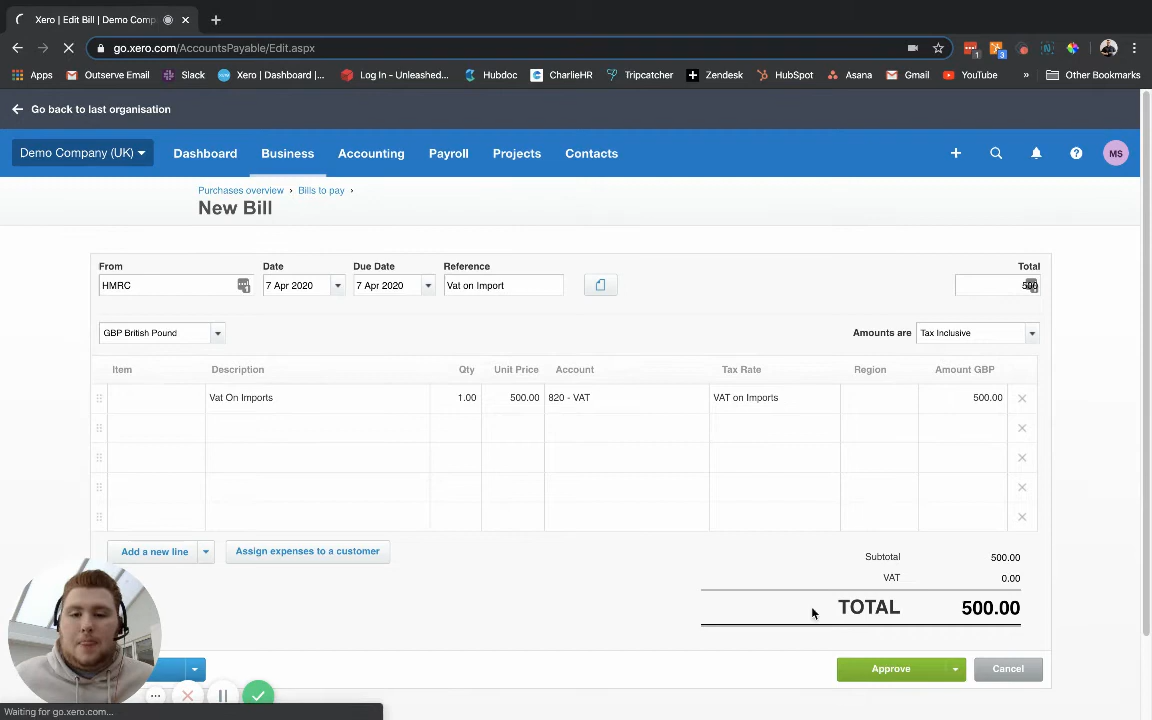 Xero | Edit Bill | Demo Comp
go.xero.com/AccountsPayable/Edit.aspx
Apps Outserve Email Slack Xero | Dashboard |... Log In - Unleashed... Hubdoc CharlieHR Tripcatcher Zendesk HubSpot Asana Gmail YouTube » Other Bookmarks
Go back to last organisation
Demo Company (UK) Dashboard Business Accounting Payroll Projects Contacts MS
Purchases overview › Bills to pay ›
New Bill
From Date Due Date Reference Total
HMRC 7 Apr 2020 7 Apr 2020 Vat on Import 500
GBP British Pound Amounts are Tax Inclusive
Item Description Qty Unit Price Account Tax Rate Region Amount GBP
Vat On Imports 1.00 500.00 820 - VAT VAT on Imports 500.00
Add a new line Assign expenses to a customer
Subtotal 500.00
VAT 0.00
TOTAL 500.00
Approve Cancel
Waiting for go.xero.com...